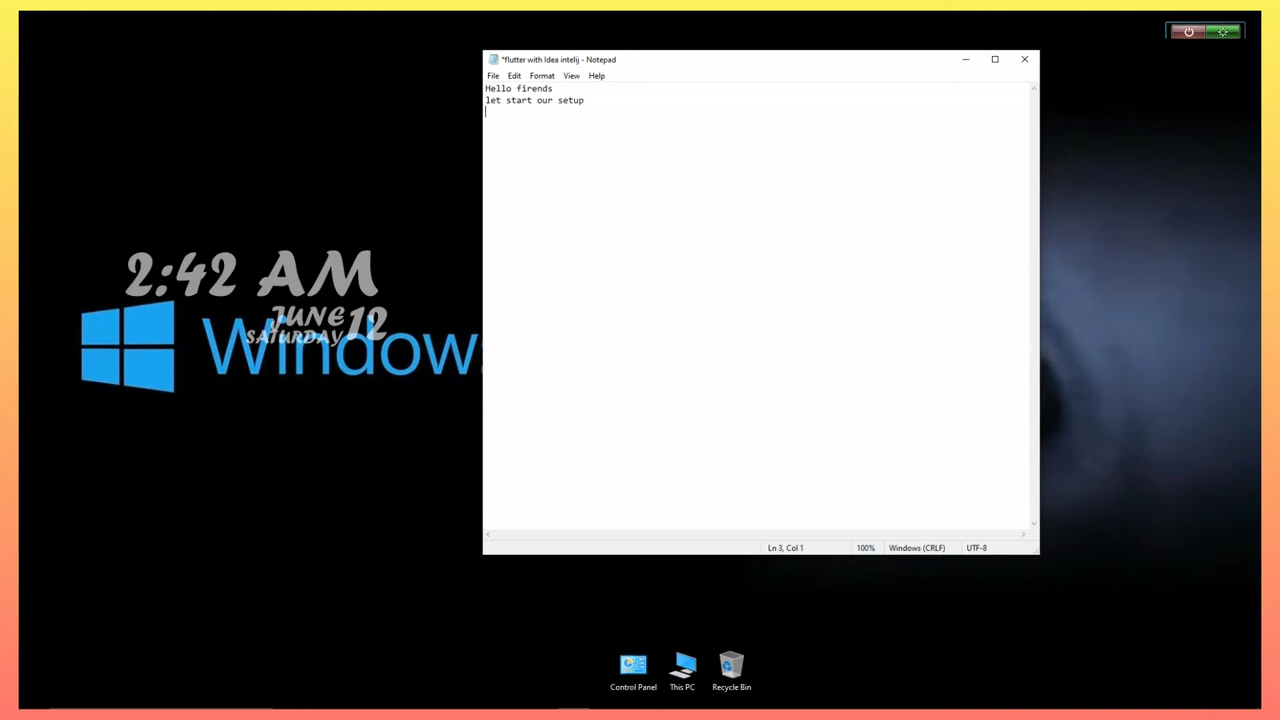 *flutter with Idea intelij - Notepad
File Edit Format View Help
Hello firends
let start our setup
2:42 AM
JUNE 12
SATURDAY
Window
Ln 3, Col 1 100% Windows (CRLF) UTF-8
Control Panel This PC Recycle Bin